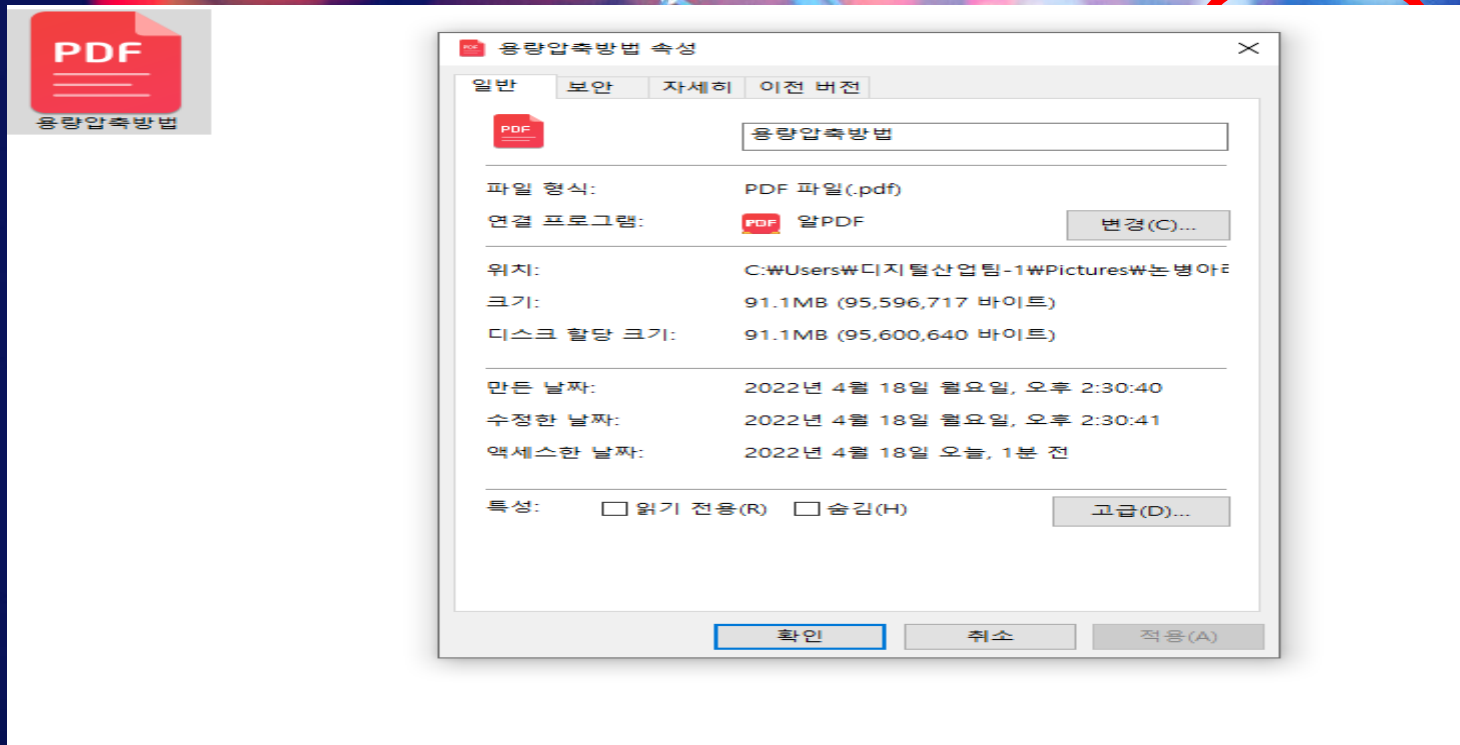 PDF
용량압축방법
용량압축방법 속성
일반 보안 자세히 이전 버전
PDF
용량압축방법
파일 형식: PDF 파일(.pdf)
연결 프로그램: PDF 알PDF 변경(C)...
위치: C:₩Users₩디지털산업팀-1₩Pictures₩논병아리
크기: 91.1MB (95,596,717 바이트)
디스크 할당 크기: 91.1MB (95,600,640 바이트)
만든 날짜: 2022년 4월 18일 월요일, 오후 2:30:40
수정한 날짜: 2022년 4월 18일 월요일, 오후 2:30:41
액세스한 날짜: 2022년 4월 18일 오늘, 1분 전
특성: 읽기 전용(R) 숨김(H) 고급(D)...
확인 취소 적용(A)